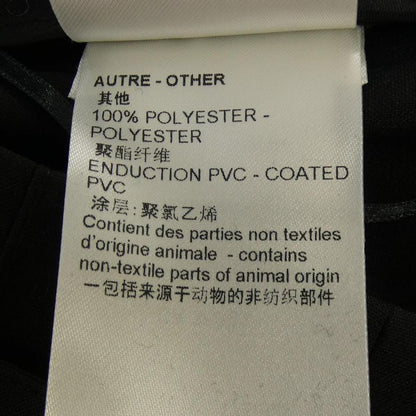 AUTRE - OTHER
其他
100% POLYESTER -
POLYESTER
聚酯纤维
ENDUCTION PVC - COATED
PVC
涂层:聚氯乙烯
Contient des parties non textiles
d'origine animale - contains
non-textile parts of animal origin
一包括来源于动物的非纺织部件